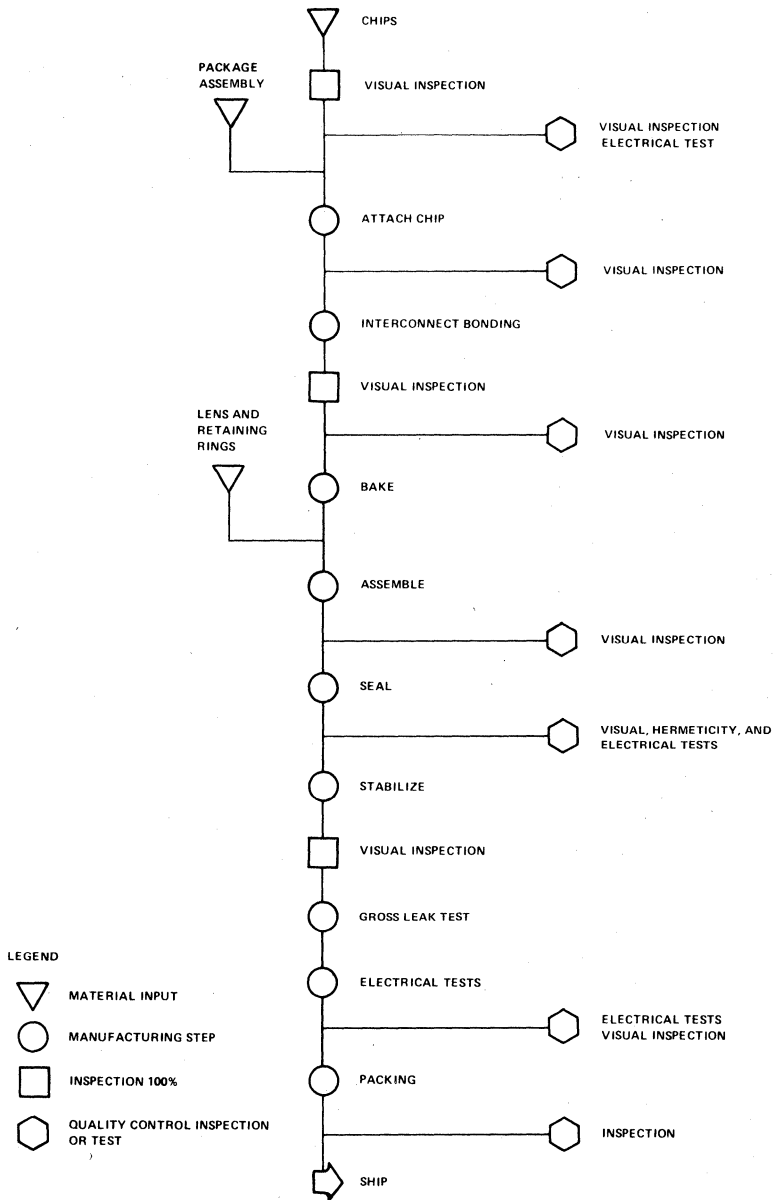 CHIPS
PACKAGE
ASSEMBLY
VISUAL INSPECTION
VISUAL INSPECTION
ELECTRICAL TEST
ATTACH CHIP
VISUAL INSPECTION
INTERCONNECT BONDING
VISUAL INSPECTION
LENS AND
RETAINING
RINGS
VISUAL INSPECTION
BAKE
ASSEMBLE
VISUAL INSPECTION
SEAL
VISUAL, HERMETICITY, AND
ELECTRICAL TESTS
STABILIZE
VISUAL INSPECTION
GROSS LEAK TEST
ELECTRICAL TESTS
ELECTRICAL TESTS
VISUAL INSPECTION
PACKING
INSPECTION
SHIP
LEGEND
MATERIAL INPUT
MANUFACTURING STEP
INSPECTION 100%
QUALITY CONTROL INSPECTION
OR TEST